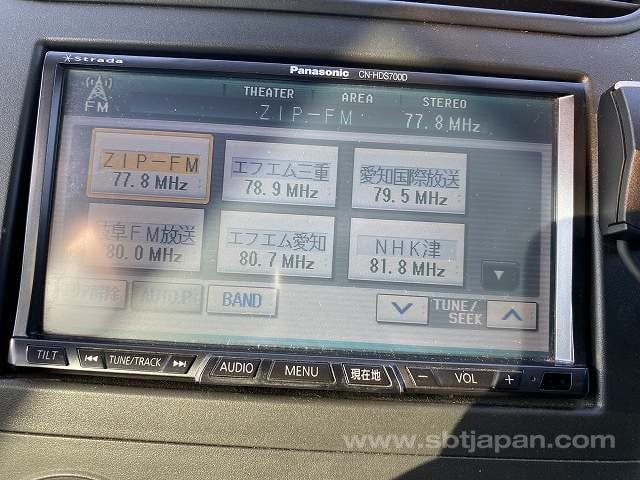 Strada
Panasonic CN-HDS700D
FM
THEATER AREA STEREO
ZIP-FM 77.8 MHz
ZIP-FM
77.8 MHz
エフエム三重
78.9 MHz
愛知国際放送
79.5 MHz
岐阜FM放送
80.0 MHz
エフエム愛知
80.7 MHz
NHK津
81.8 MHz
AUTO.P BAND TUNE/
SEEK
TILT TUNE/TRACK AUDIO MENU 現在地 - VOL +
www.sbtjapan.com